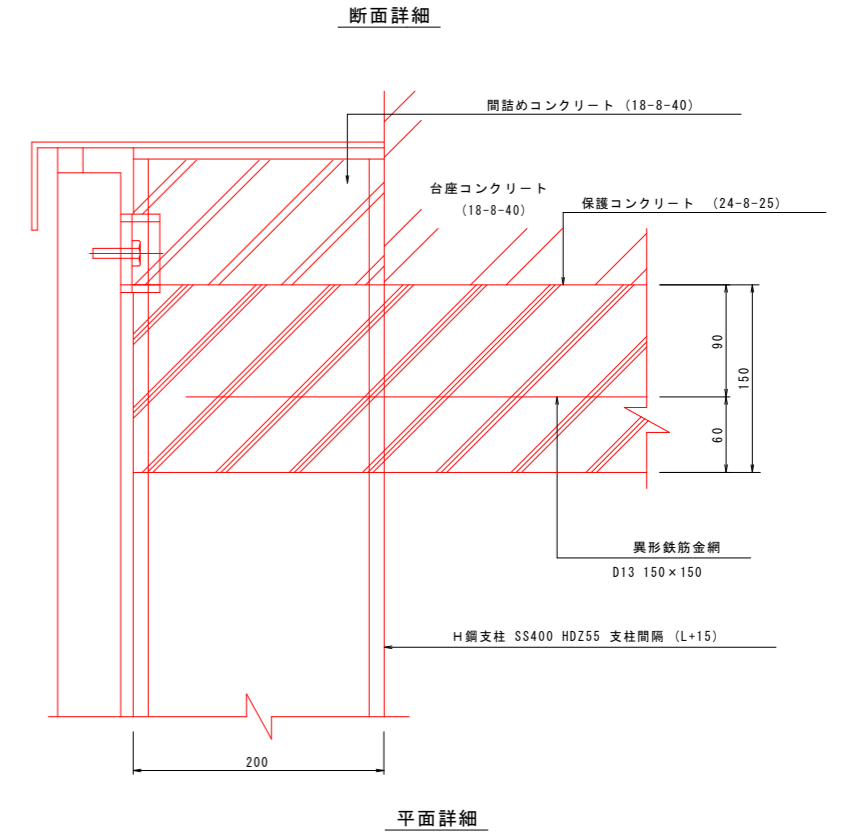 断面詳細
間詰めコンクリート (18-8-40)
台座コンクリート
(18-8-40)
保護コンクリート (24-8-25)
90
150
60
異形鉄筋金網
D13 150×150
H鋼支柱 SS400 HDZ55 支柱間隔 (L+15)
200
平面詳細